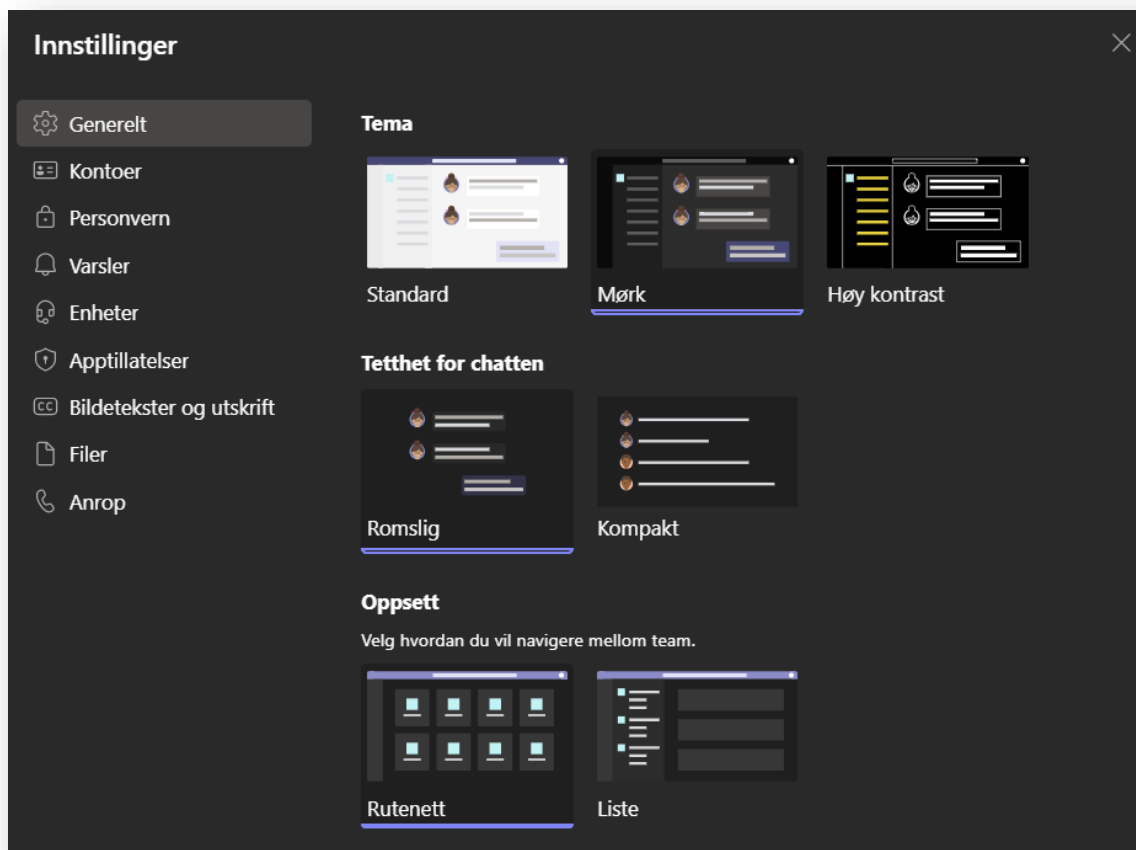 Innstillinger
Generelt
Kontoer
Personvern
Varsler
Enheter
Apptillatelser
Bildetekster og utskrift
Filer
Anrop
Tema
Standard
Mørk
Høy kontrast
Tetthet for chatten
Romslig
Kompakt
Oppsett
Velg hvordan du vil navigere mellom team.
Rutenett
Liste